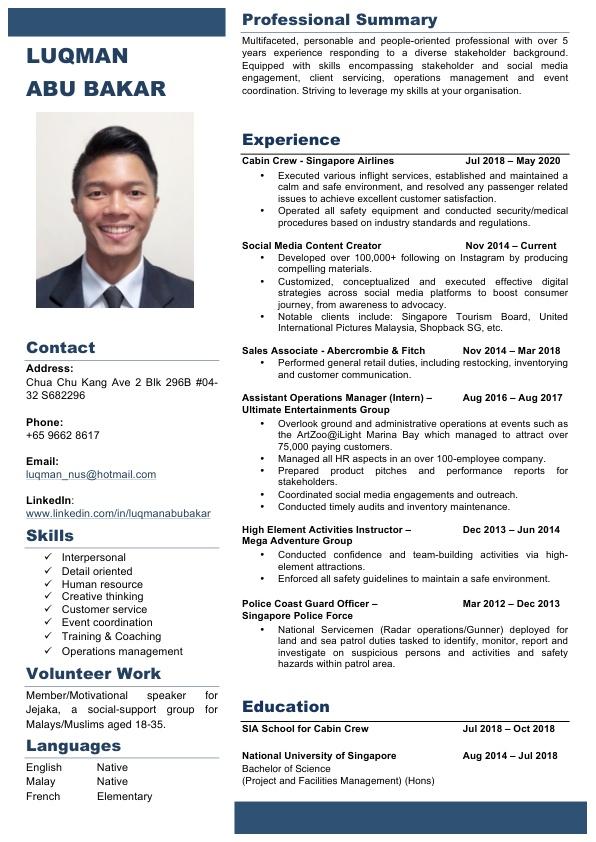 LUQMAN
ABU BAKAR
Contact
Address:
Chua Chu Kang Ave 2 Blk 296B #04-
32 S682296
Phone:
+65 9662 8617
Email:
luqman_nus@hotmail.com
LinkedIn:
www.linkedin.com/in/luqmanabubakar
Skills
✓ Interpersonal
✓ Detail oriented
✓ Human resource
✓ Creative thinking
✓ Customer service
✓ Event coordination
✓ Training & Coaching
✓ Operations management
Volunteer Work
Member/Motivational speaker for
Jejaka, a social-support group for
Malays/Muslims aged 18-35.
Languages
English Native
Malay Native
French Elementary
Professional Summary
Multifaceted, personable and people-oriented professional with over 5
years experience responding to a diverse stakeholder background.
Equipped with skills encompassing stakeholder and social media
engagement, client servicing, operations management and event
coordination. Striving to leverage my skills at your organisation.
Experience
Cabin Crew - Singapore Airlines Jul 2018 – May 2020
• Executed various inflight services, established and maintained a
calm and safe environment, and resolved any passenger related
issues to achieve excellent customer satisfaction.
• Operated all safety equipment and conducted security/medical
procedures based on industry standards and regulations.
Social Media Content Creator Nov 2014 – Current
• Developed over 100,000+ following on Instagram by producing
compelling materials.
• Customized, conceptualized and executed effective digital
strategies across social media platforms to boost consumer
journey, from awareness to advocacy.
• Notable clients include: Singapore Tourism Board, United
International Pictures Malaysia, Shopback SG, etc.
Sales Associate - Abercrombie & Fitch Nov 2014 – Mar 2018
• Performed general retail duties, including restocking, inventorying
and customer communication.
Assistant Operations Manager (Intern) – Aug 2016 – Aug 2017
Ultimate Entertainments Group
• Overlook ground and administrative operations at events such as
the ArtZoo@iLight Marina Bay which managed to attract over
75,000 paying customers.
• Managed all HR aspects in an over 100-employee company.
• Prepared product pitches and performance reports for
stakeholders.
• Coordinated social media engagements and outreach.
• Conducted timely audits and inventory maintenance.
High Element Activities Instructor – Dec 2013 – Jun 2014
Mega Adventure Group
• Conducted confidence and team-building activities via high-
element attractions.
• Enforced all safety guidelines to maintain a safe environment.
Police Coast Guard Officer – Mar 2012 – Dec 2013
Singapore Police Force
• National Servicemen (Radar operations/Gunner) deployed for
land and sea patrol duties tasked to identify, monitor, report and
investigate on suspicious persons and activities and safety
hazards within patrol area.
Education
SIA School for Cabin Crew Jul 2018 – Oct 2018
National University of Singapore Aug 2014 – Jul 2018
Bachelor of Science
(Project and Facilities Management) (Hons)